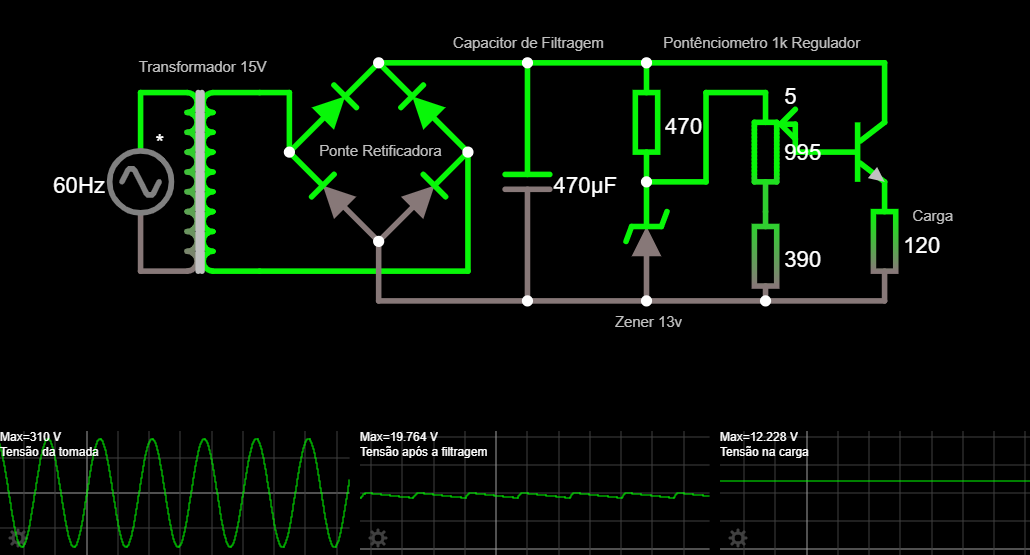 Capacitor de Filtragem
Pontênciometro 1k Regulador
Transformador 15V
5
470
*
995
Ponte Retificadora
60Hz
470µF
Carga
120
390
Zener 13v
Max=310 V
Tensão da tomada
Max=19.764 V
Tensão após a filtragem
Max=12.228 V
Tensão na carga